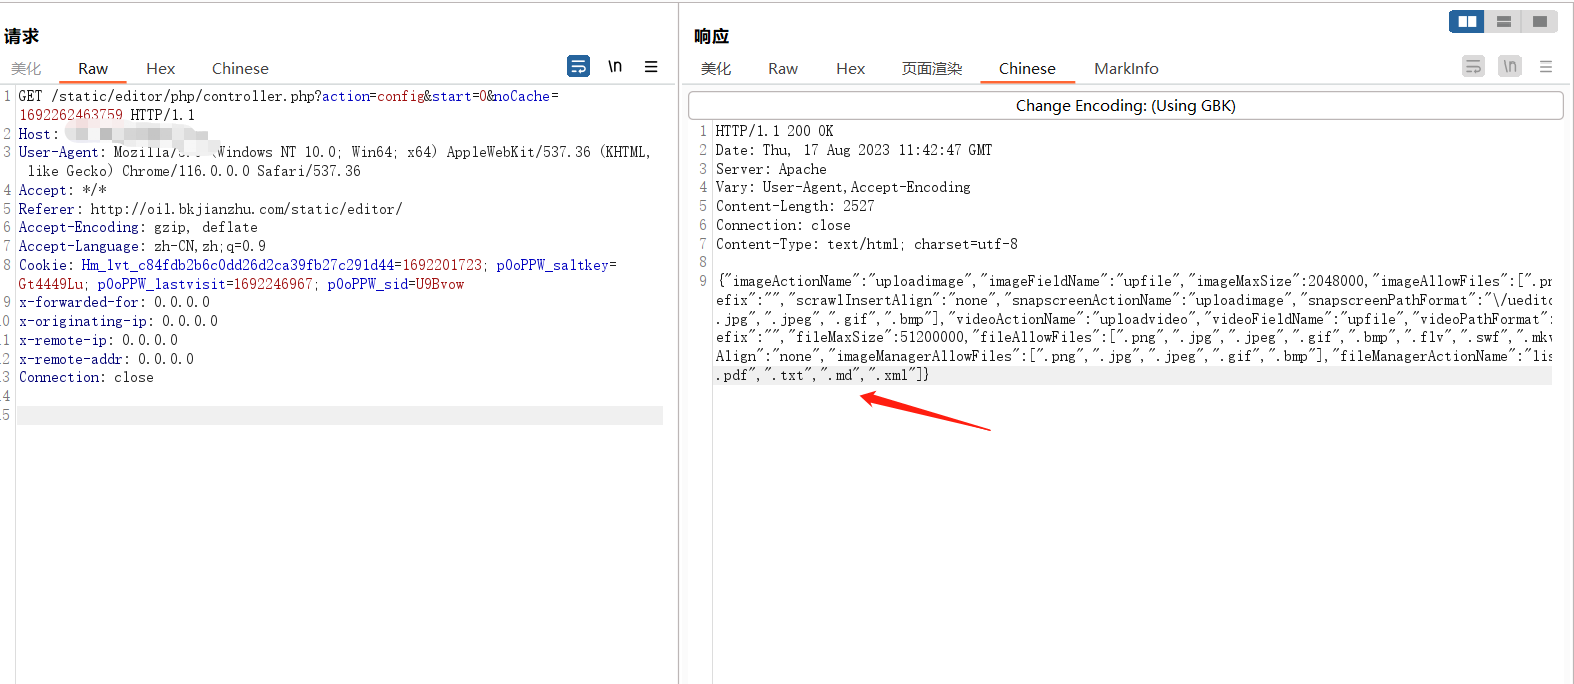 请求
美化 Raw Hex Chinese \n
1 GET /static/editor/php/controller.php?action=config&start=0&noCache=
1692262463759 HTTP/1.1
2 Host:
3 User-Agent: Mozilla/ (Windows NT 10.0; Win64; x64) AppleWebKit/537.36 (KHTML,
like Gecko) Chrome/116.0.0.0 Safari/537.36
4 Accept: */*
5 Referer: http://oil.bkjianzhu.com/static/editor/
6 Accept-Encoding: gzip, deflate
7 Accept-Language: zh-CN,zh;q=0.9
8 Cookie: Hm_lvt_c84fdb2b6c0dd26d2ca39fb27c291d44=1692201723; p0oPPW_saltkey=
Gt4449Lu; p0oPPW_lastvisit=1692246967; p0oPPW_sid=U9Bvow
9 x-forwarded-for: 0.0.0.0
0 x-originating-ip: 0.0.0.0
1 x-remote-ip: 0.0.0.0
2 x-remote-addr: 0.0.0.0
3 Connection: close
4
5
响应
美化 Raw Hex 页面渲染 Chinese MarkInfo \n
Change Encoding: (Using GBK)
1 HTTP/1.1 200 OK
2 Date: Thu, 17 Aug 2023 11:42:47 GMT
3 Server: Apache
4 Vary: User-Agent,Accept-Encoding
5 Content-Length: 2527
6 Connection: close
7 Content-Type: text/html; charset=utf-8
8
9 {"imageActionName":"uploadimage","imageFieldName":"upfile","imageMaxSize":2048000,"imageAllowFiles":[".pn
efix":"","scrawlInsertAlign":"none","snapscreenActionName":"uploadimage","snapscreenPathFormat":"\/uedito
.jpg",".jpeg",".gif",".bmp"],"videoActionName":"uploadvideo","videoFieldName":"upfile","videoPathFormat":
efix":"","fileMaxSize":51200000,"fileAllowFiles":[".png",".jpg",".jpeg",".gif",".bmp",".flv",".swf",".mkv
Align":"none","imageManagerAllowFiles":[".png",".jpg",".jpeg",".gif",".bmp"],"fileManagerActionName":"lis
.pdf",".txt",".md",".xml"]}